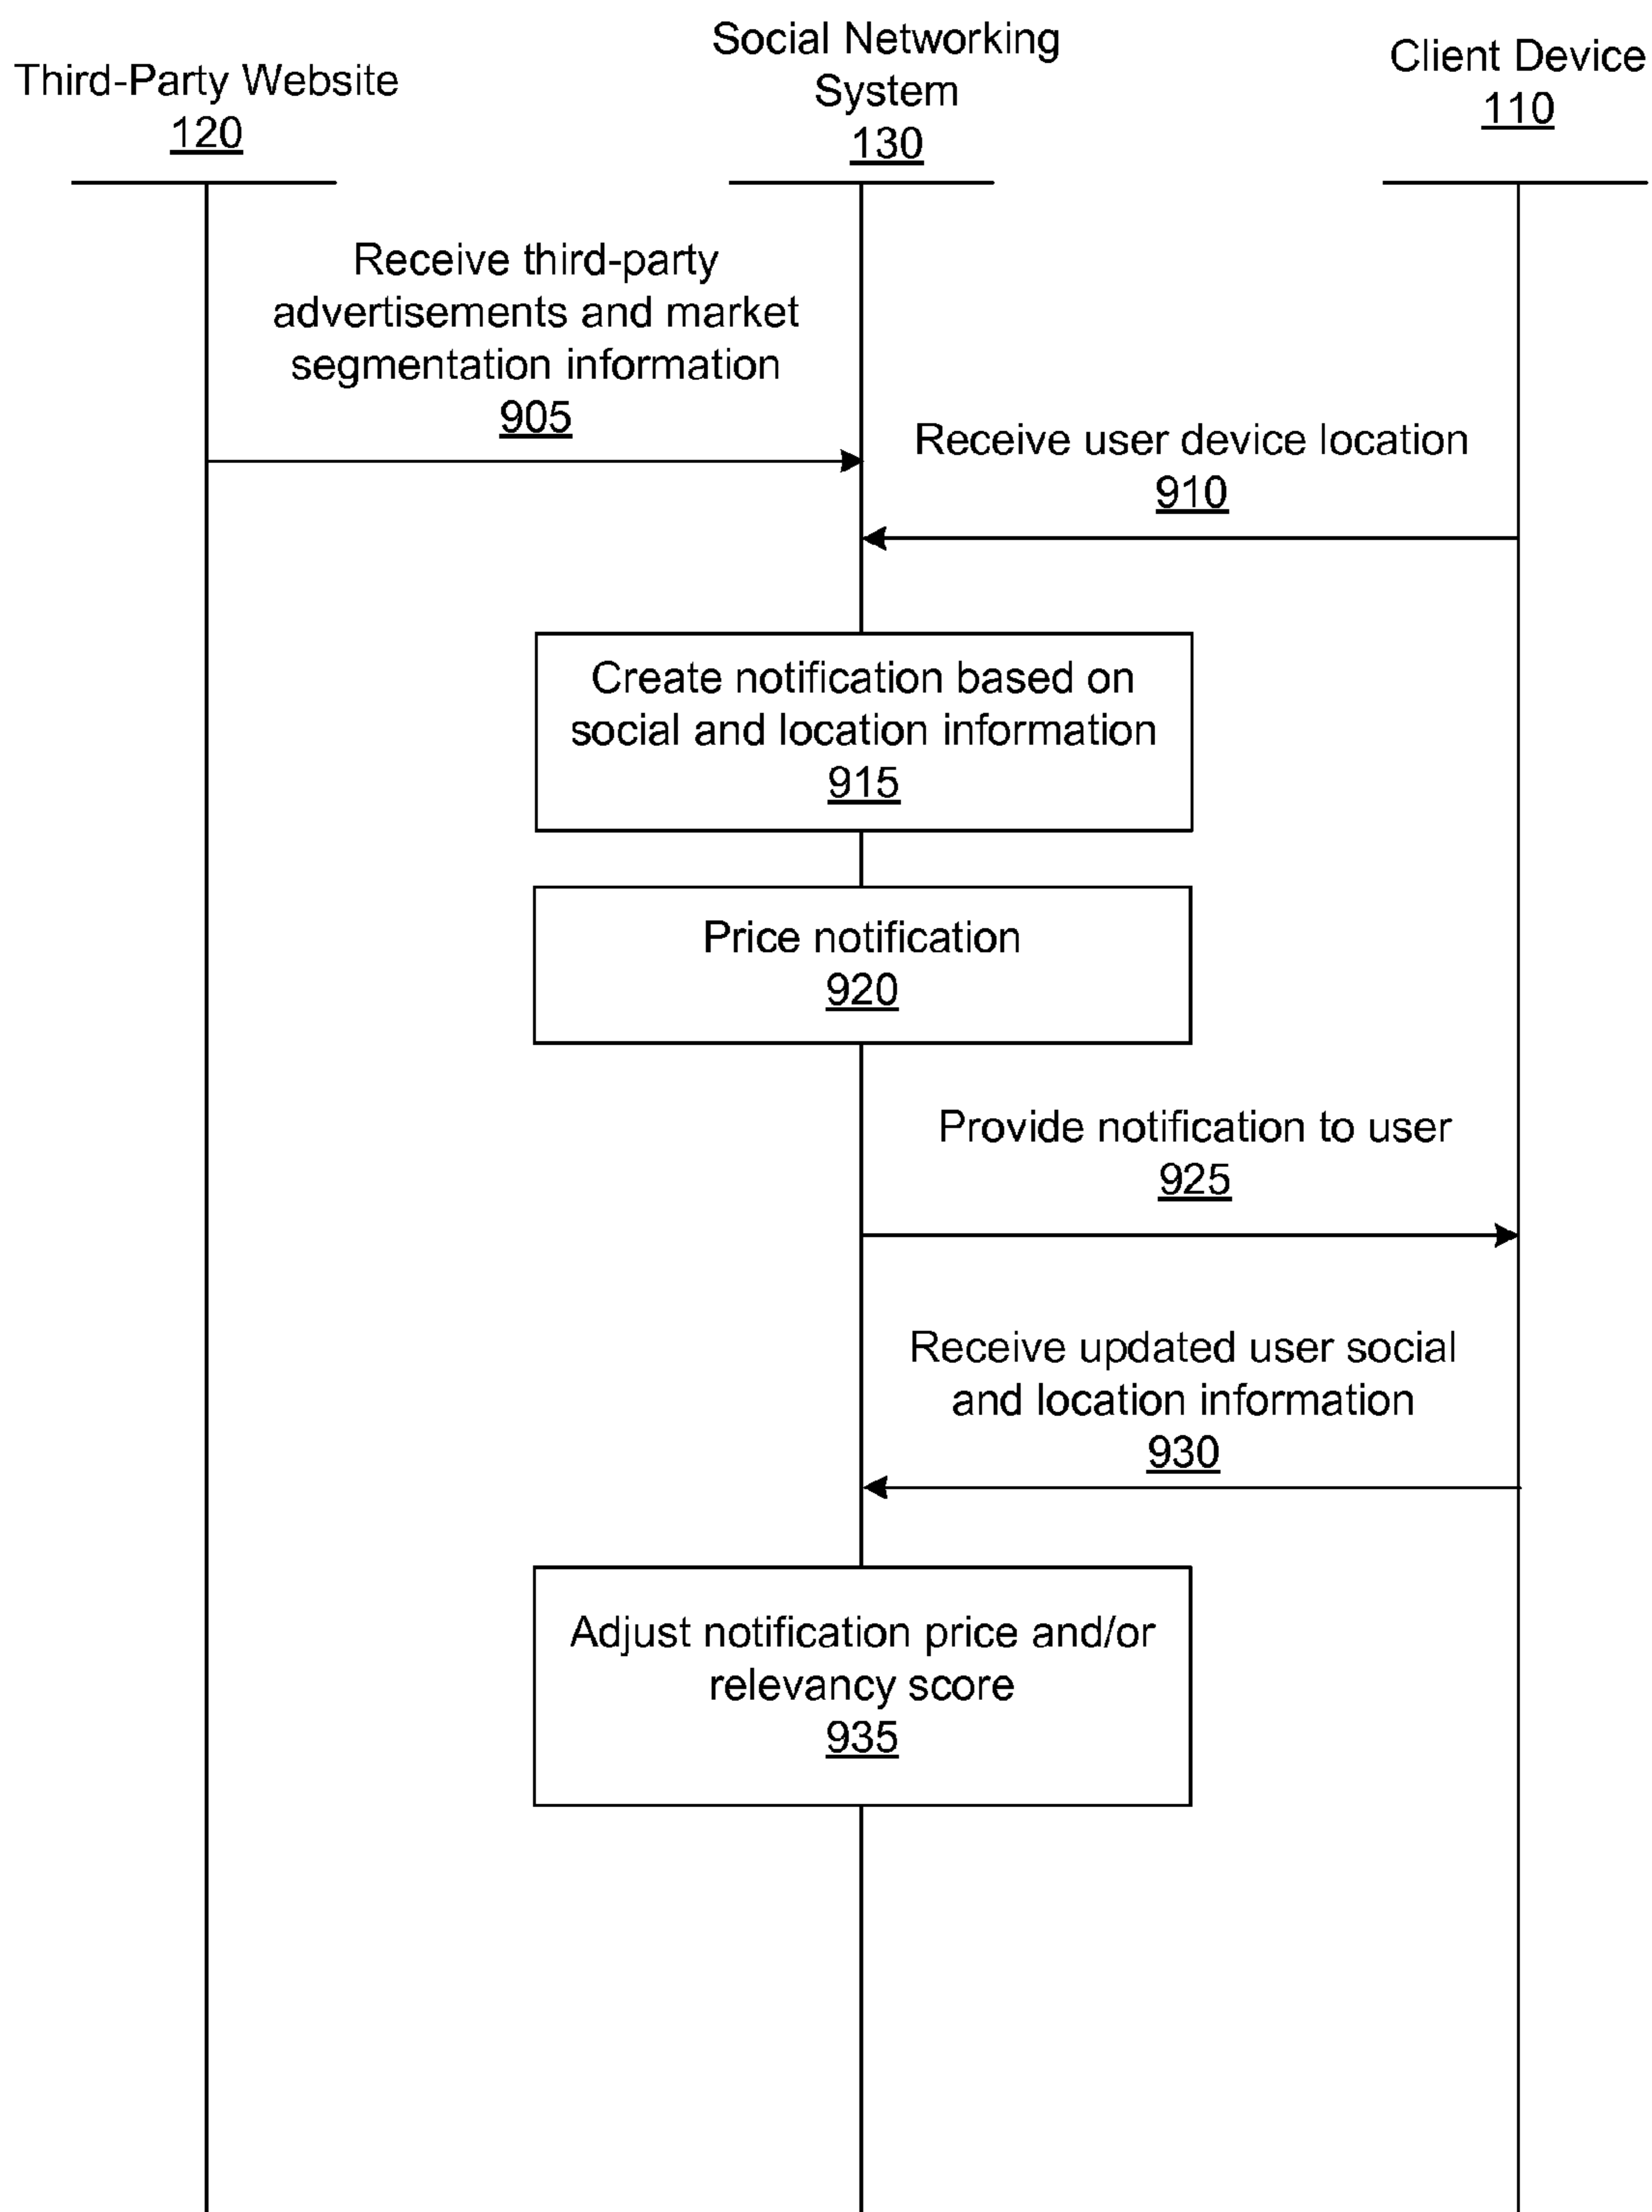 Third-Party Website
120
Social Networking
System
130
Client Device
110
Receive third-party
advertisements and market
segmentation information
905
Receive user device location
910
Create notification based on
social and location information
915
Price notification
920
Provide notification to user
925
Receive updated user social
and location information
930
Adjust notification price and/or
relevancy score
935